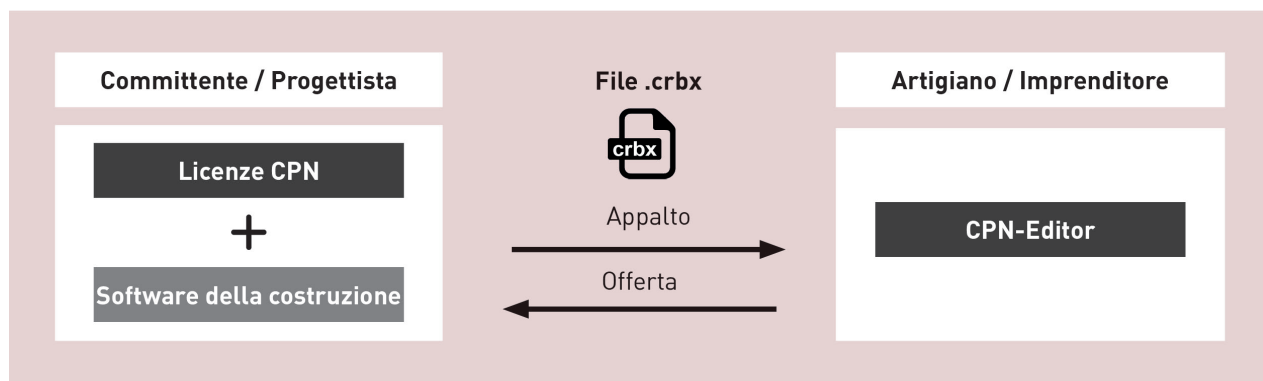 Committente / Progettista
Licenze CPN
+
Software della costruzione
File .crbx
crbx
Appalto
Offerta
Artigiano / Imprenditore
CPN-Editor